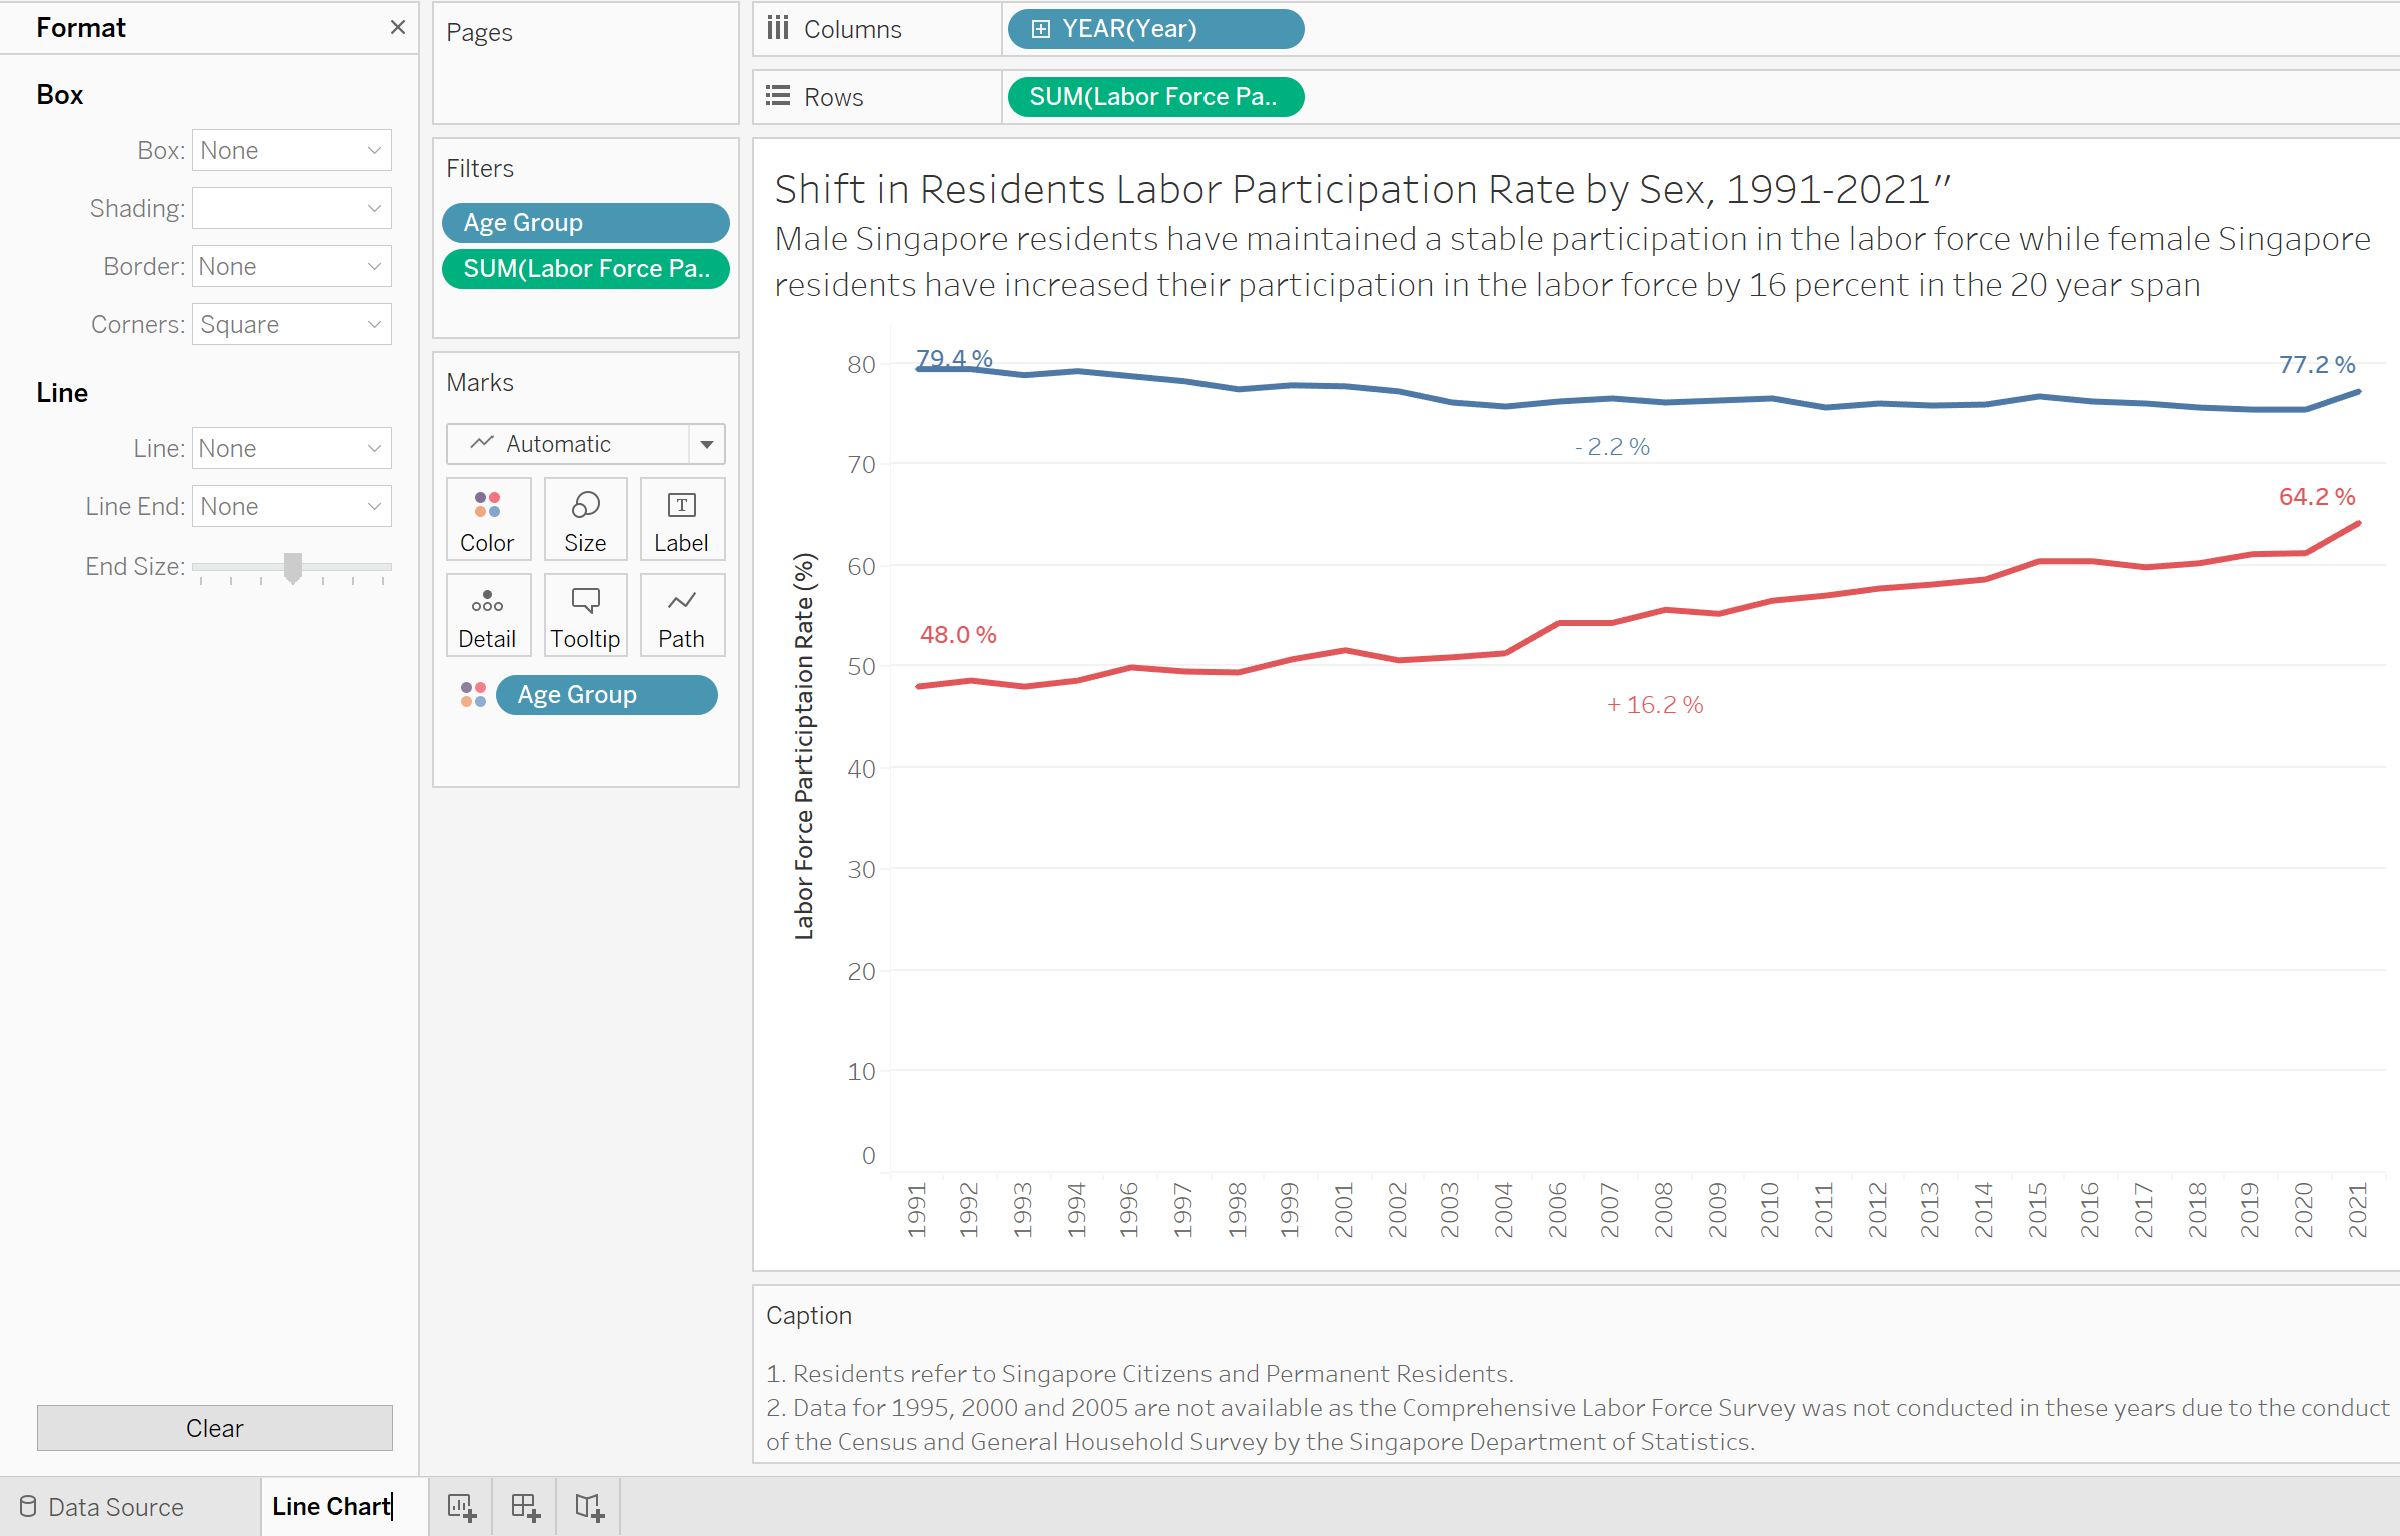 Format
Box
Box: None
Shading:
Border: None
Corners: Square
Line
Line: None
Line End: None
End Size:
Clear
Pages
Filters
Age Group
SUM(Labor Force Pa..
Marks
Automatic
Color Size Label
Detail Tooltip Path
Age Group
Columns YEAR(Year)
Rows SUM(Labor Force Pa..
Shift in Residents Labor Participation Rate by Sex, 1991-2021"
Male Singapore residents have maintained a stable participation in the labor force while female Singapore
residents have increased their participation in the labor force by 16 percent in the 20 year span
Labor Force Participtaion Rate (%)
80
70
60
50
40
30
20
10
0
79.4 %
77.2 %
- 2.2 %
64.2 %
48.0 %
+ 16.2 %
1991 1992 1993 1994 1996 1997 1998 1999 2001 2002 2003 2004 2006 2007 2008 2009 2010 2011 2012 2013 2014 2015 2016 2017 2018 2019 2020 2021
Caption
1. Residents refer to Singapore Citizens and Permanent Residents.
2. Data for 1995, 2000 and 2005 are not available as the Comprehensive Labor Force Survey was not conducted in these years due to the conduct
of the Census and General Household Survey by the Singapore Department of Statistics.
Data Source Line Chart